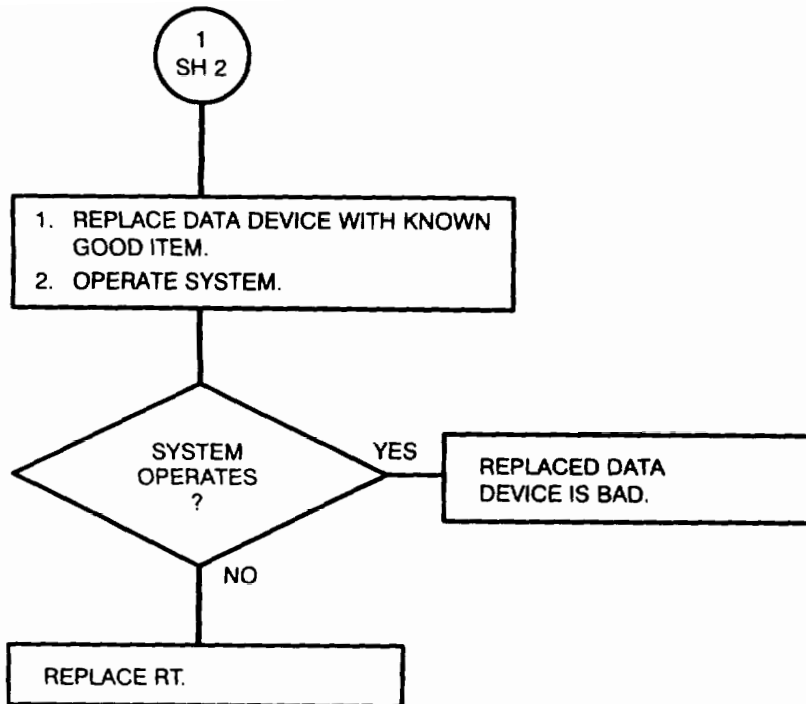 1
SH 2
1. REPLACE DATA DEVICE WITH KNOWN
GOOD ITEM.
2. OPERATE SYSTEM.
SYSTEM
OPERATES
?
YES
REPLACED DATA
DEVICE IS BAD.
NO
REPLACE RT.